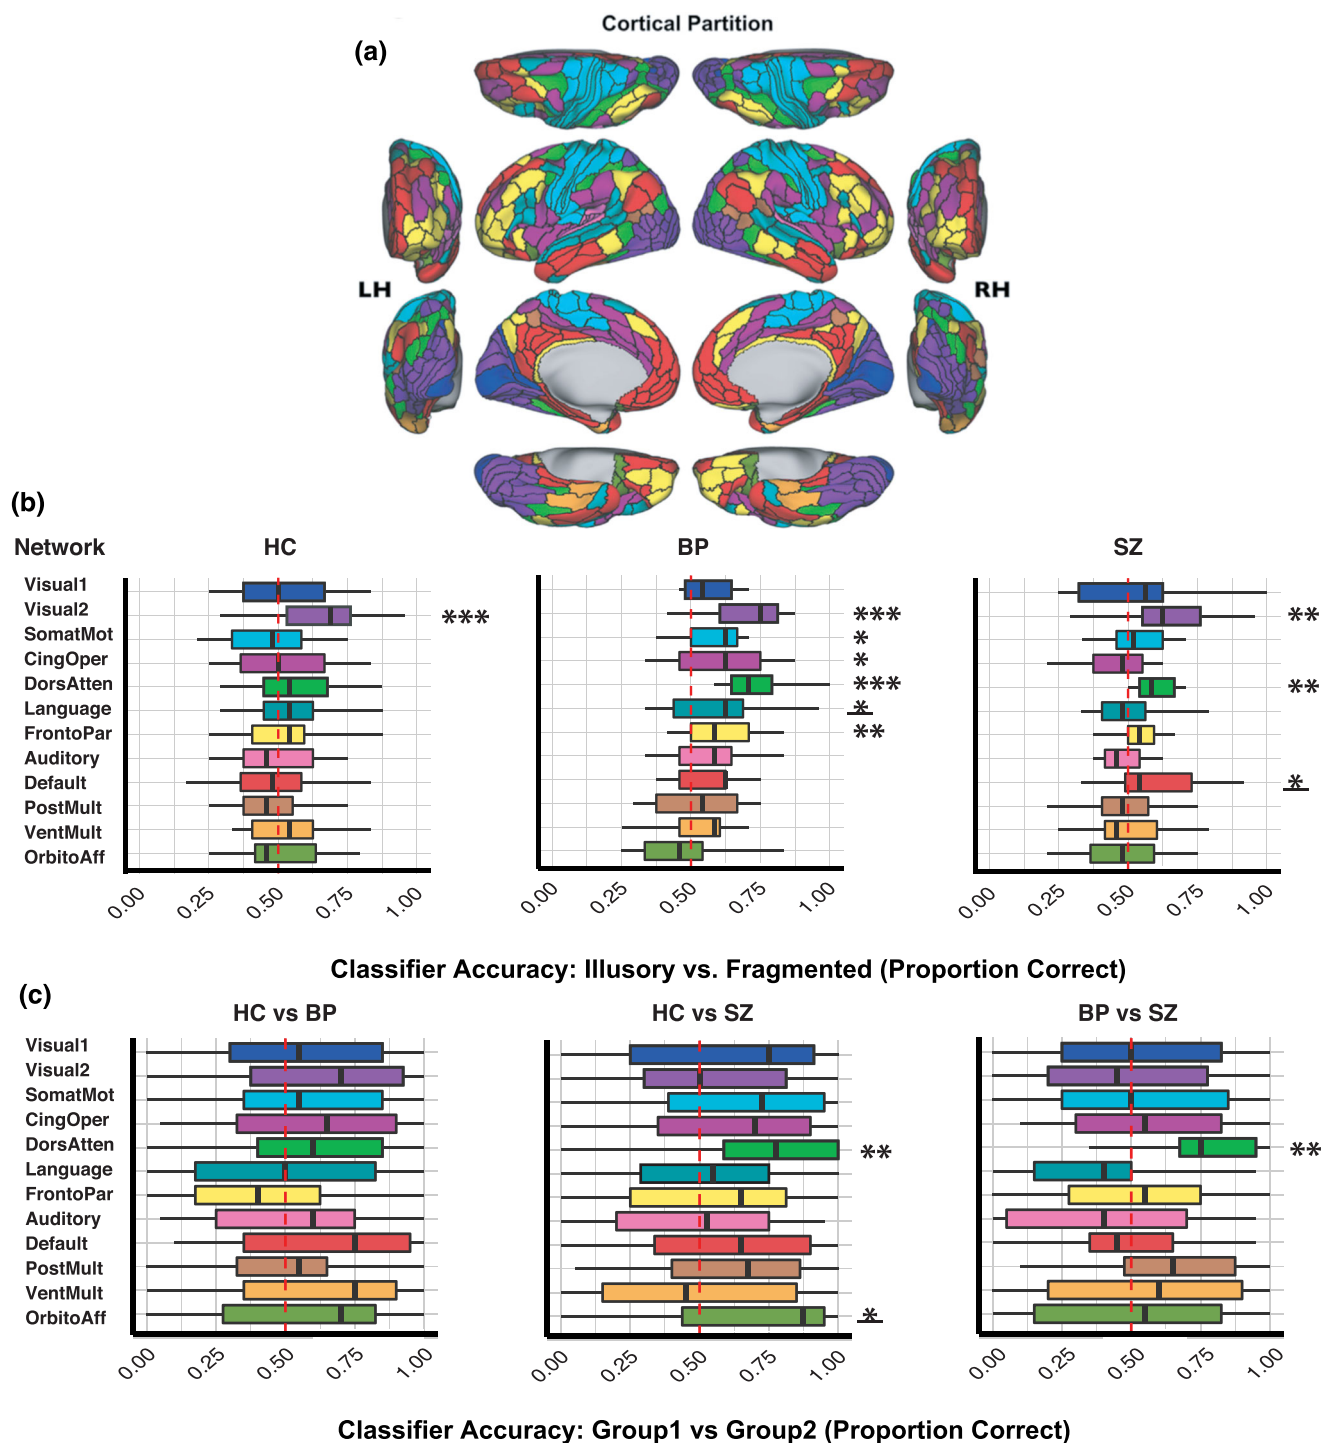 Cortical Partition
(a)
LH
RH
(b)
Network
HC
BP
SZ
Visual1
Visual2
SomatMot
CingOper
DorsAtten
Language
FrontoPar
Auditory
Default
PostMult
VentMult
OrbitoAff
***
***
*
*
***
*
**
**
**
*
0.00 0.25 0.50 0.75 1.00
0.00 0.25 0.50 0.75 1.00
0.00 0.25 0.50 0.75 1.00
Classifier Accuracy: Illusory vs. Fragmented (Proportion Correct)
(c)
HC vs BP
HC vs SZ
BP vs SZ
Visual1
Visual2
SomatMot
CingOper
DorsAtten
Language
FrontoPar
Auditory
Default
PostMult
VentMult
OrbitoAff
**
*
**
0.00 0.25 0.50 0.75 1.00
0.00 0.25 0.50 0.75 1.00
0.00 0.25 0.50 0.75 1.00
Classifier Accuracy: Group1 vs Group2 (Proportion Correct)